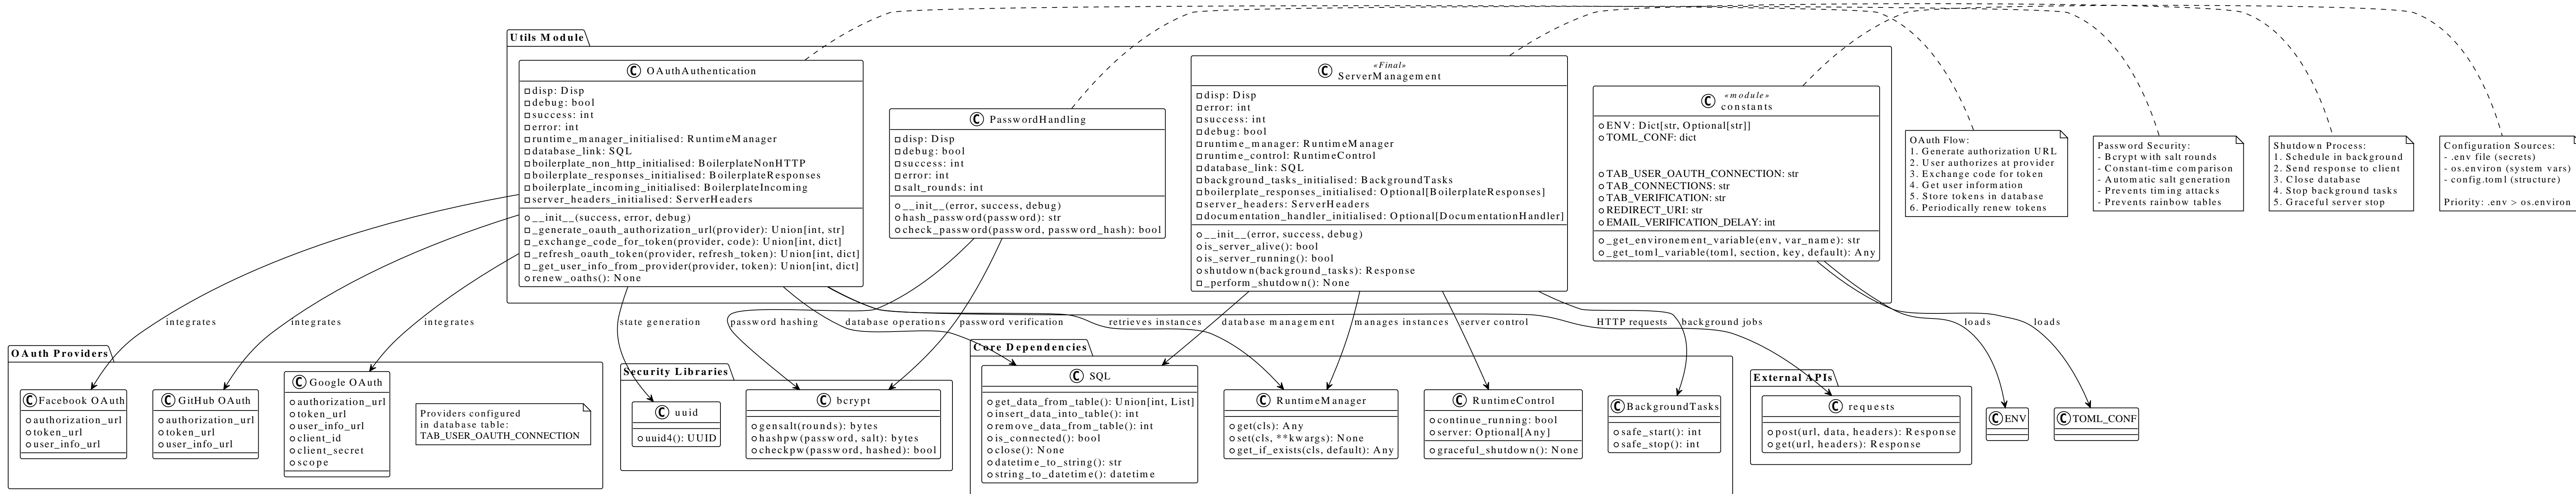 Utils Module
OAuthAuthentication
disp: Disp
debug: bool
success: int
error: int
runtime_manager_initialised: RuntimeManager
database_link: SQL
boilerplate_non_http_initialised: BoilerplateNonHTTP
boilerplate_responses_initialised: BoilerplateResponses
boilerplate_incoming_initialised: BoilerplateIncoming
server_headers_initialised: ServerHeaders
__init__(success, error, debug)
_generate_oauth_authorization_url(provider): Union[int, str]
_exchange_code_for_token(provider, code): Union[int, dict]
_refresh_oauth_token(provider, refresh_token): Union[int, dict]
_get_user_info_from_provider(provider, token): Union[int, dict]
renew_oaths(): None
PasswordHandling
disp: Disp
debug: bool
success: int
error: int
salt_rounds: int
__init__(error, success, debug)
hash_password(password): str
check_password(password, password_hash): bool
«Final»
ServerManagement
disp: Disp
error: int
success: int
debug: bool
runtime_manager: RuntimeManager
runtime_control: RuntimeControl
database_link: SQL
background_tasks_initialised: BackgroundTasks
boilerplate_responses_initialised: Optional[BoilerplateResponses]
server_headers: ServerHeaders
documentation_handler_initialised: Optional[DocumentationHandler]
__init__(error, success, debug)
is_server_alive(): bool
is_server_running(): bool
shutdown(background_tasks): Response
_perform_shutdown(): None
«module»
constants
ENV: Dict[str, Optional[str]]
TOML_CONF: dict
TAB_USER_OAUTH_CONNECTION: str
TAB_CONNECTIONS: str
TAB_VERIFICATION: str
REDIRECT_URI: str
EMAIL_VERIFICATION_DELAY: int
_get_environement_variable(env, var_name): str
_get_toml_variable(toml, section, key, default): Any
OAuth Flow:
1. Generate authorization URL
2. User authorizes at provider
3. Exchange code for token
4. Get user information
5. Store tokens in database
6. Periodically renew tokens
Password Security:
- Bcrypt with salt rounds
- Constant-time comparison
- Automatic salt generation
- Prevents timing attacks
- Prevents rainbow tables
Shutdown Process:
1. Schedule in background
2. Send response to client
3. Close database
4. Stop background tasks
5. Graceful server stop
Configuration Sources:
- .env file (secrets)
- os.environ (system vars)
- config.toml (structure)
Priority: .env > os.environ
integrates
integrates
integrates
state generation
password hashing
database operations
password verification
retrieves instances
database management
manages instances
server control
HTTP requests
background jobs
loads
loads
OAuth Providers
Facebook OAuth
authorization_url
token_url
user_info_url
GitHub OAuth
authorization_url
token_url
user_info_url
Google OAuth
authorization_url
token_url
user_info_url
client_id
client_secret
scope
Providers configured
in database table:
TAB_USER_OAUTH_CONNECTION
Security Libraries
uuid
uuid4(): UUID
bcrypt
gensalt(rounds): bytes
hashpw(password, salt): bytes
checkpw(password, hashed): bool
Core Dependencies
SQL
get_data_from_table(): Union[int, List]
insert_data_into_table(): int
remove_data_from_table(): int
is_connected(): bool
close(): None
datetime_to_string(): str
string_to_datetime(): datetime
RuntimeManager
get(cls): Any
set(cls, **kwargs): None
get_if_exists(cls, default): Any
RuntimeControl
continue_running: bool
server: Optional[Any]
graceful_shutdown(): None
BackgroundTasks
safe_start(): int
safe_stop(): int
External APIs
requests
post(url, data, headers): Response
get(url, headers): Response
ENV
TOML_CONF